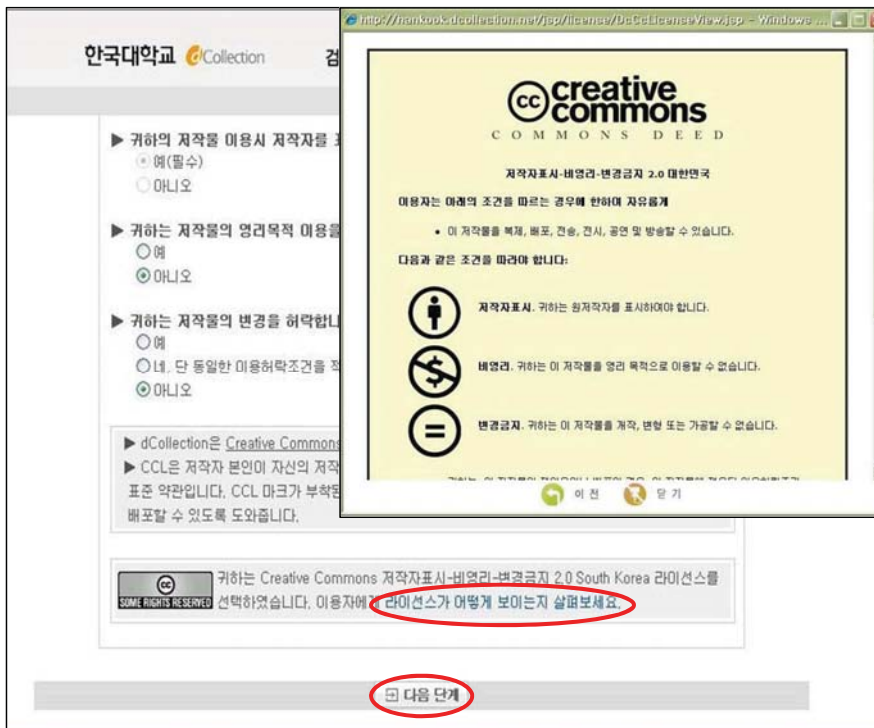 한국대학교 dCollection
▶ 귀하의 저작물 이용시 저작자를
예(필수)
아니오
▶ 귀하는 저작물의 영리목적 이용을
예
아니오
▶ 귀하는 저작물의 변경을 허락합니
예
네, 단 동일한 이용허락조건을
아니오
▶ dCollection은 Creative Commons
▶ CCL은 저작자 본인이 자신의 저작
표준 약관입니다. CCL 마크가 부착된
배포할 수 있도록 도와줍니다.
cc
SOME RIGHTS RESERVED
귀하는 Creative Commons 저작자표시-비영리-변경금지 2.0 South Korea 라이선스를
선택하였습니다. 이용자에게 라이선스가 어떻게 보이는지 살펴보세요.
다음 단계
http://hankook.dcollection.net/jsp/license/DcCcLicenseView.jsp - Windows ...
cc creative
commons
COMMONS DEED
저작자표시-비영리-변경금지 2.0 대한민국
이용자는 아래의 조건을 따르는 경우에 한하여 자유롭게
• 이 저작물을 복제, 배포, 전송, 전시, 공연 및 방송할 수 있습니다.
다음과 같은 조건을 따라야 합니다:
저작자표시. 귀하는 원저작자를 표시하여야 합니다.
비영리. 귀하는 이 저작물을 영리 목적으로 이용할 수 없습니다.
변경금지. 귀하는 이 저작물을 개작, 변형 또는 가공할 수 없습니다.
이전
닫기